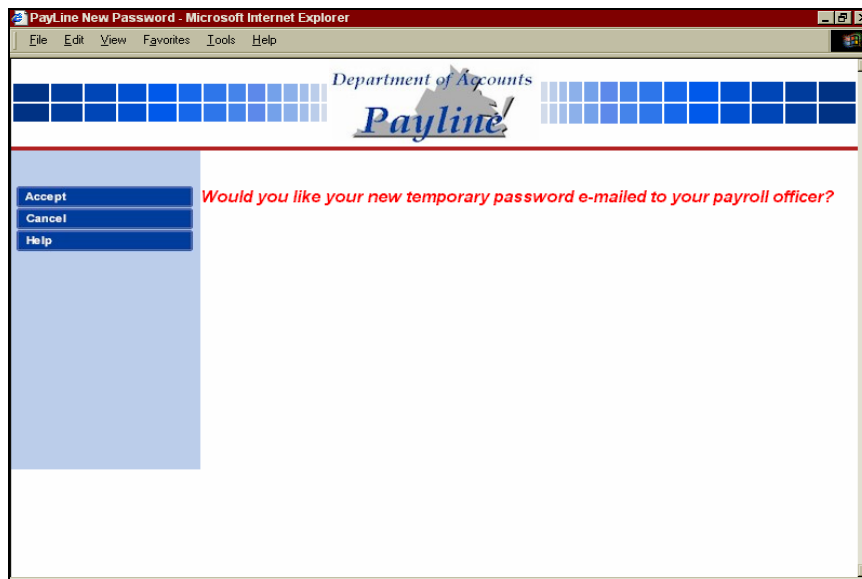 PayLine New Password - Microsoft Internet Explorer
File Edit View Favorites Tools Help
Department of Accounts
Payline
Accept
Cancel
Help
Would you like your new temporary password e-mailed to your payroll officer?